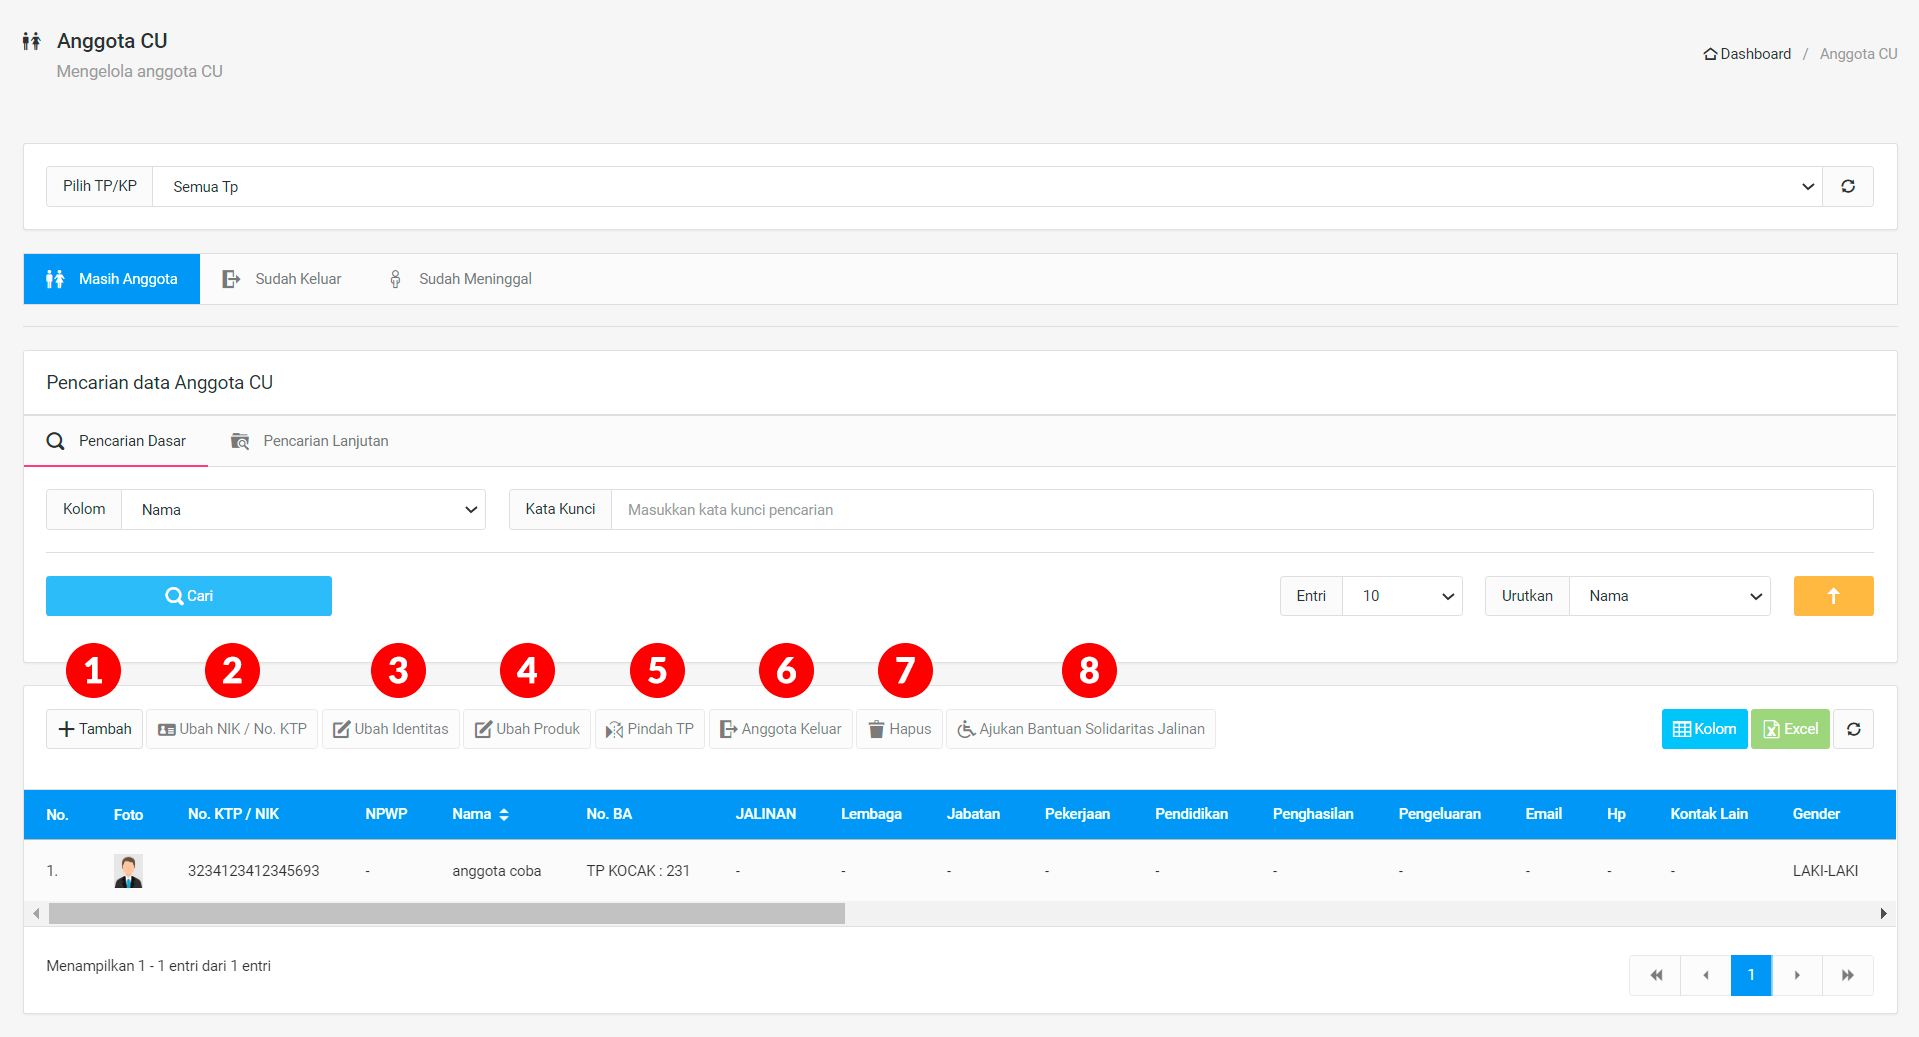 Anggota CU
Mengelola anggota CU
Dashboard / Anggota CU
Pilih TP/KP Semua Tp
Masih Anggota Sudah Keluar Sudah Meninggal
Pencarian data Anggota CU
Pencarian Dasar Pencarian Lanjutan
Kolom Nama Kata Kunci Masukkan kata kunci pencarian
Cari Entri 10 Urutkan Nama
1 2 3 4 5 6 7 8
Tambah Ubah NIK / No. KTP Ubah Identitas Ubah Produk Pindah TP Anggota Keluar Hapus Ajukan Bantuan Solidaritas Jalinan Kolom Excel
No. Foto No. KTP / NIK NPWP Nama No. BA JALINAN Lembaga Jabatan Pekerjaan Pendidikan Penghasilan Pengeluaran Email Hp Kontak Lain Gender
1. 3234123412345693 - anggota coba TP KOCAK : 231 - - - - - - - - - - LAKI-LAKI
Menampilkan 1 - 1 entri dari 1 entri
1